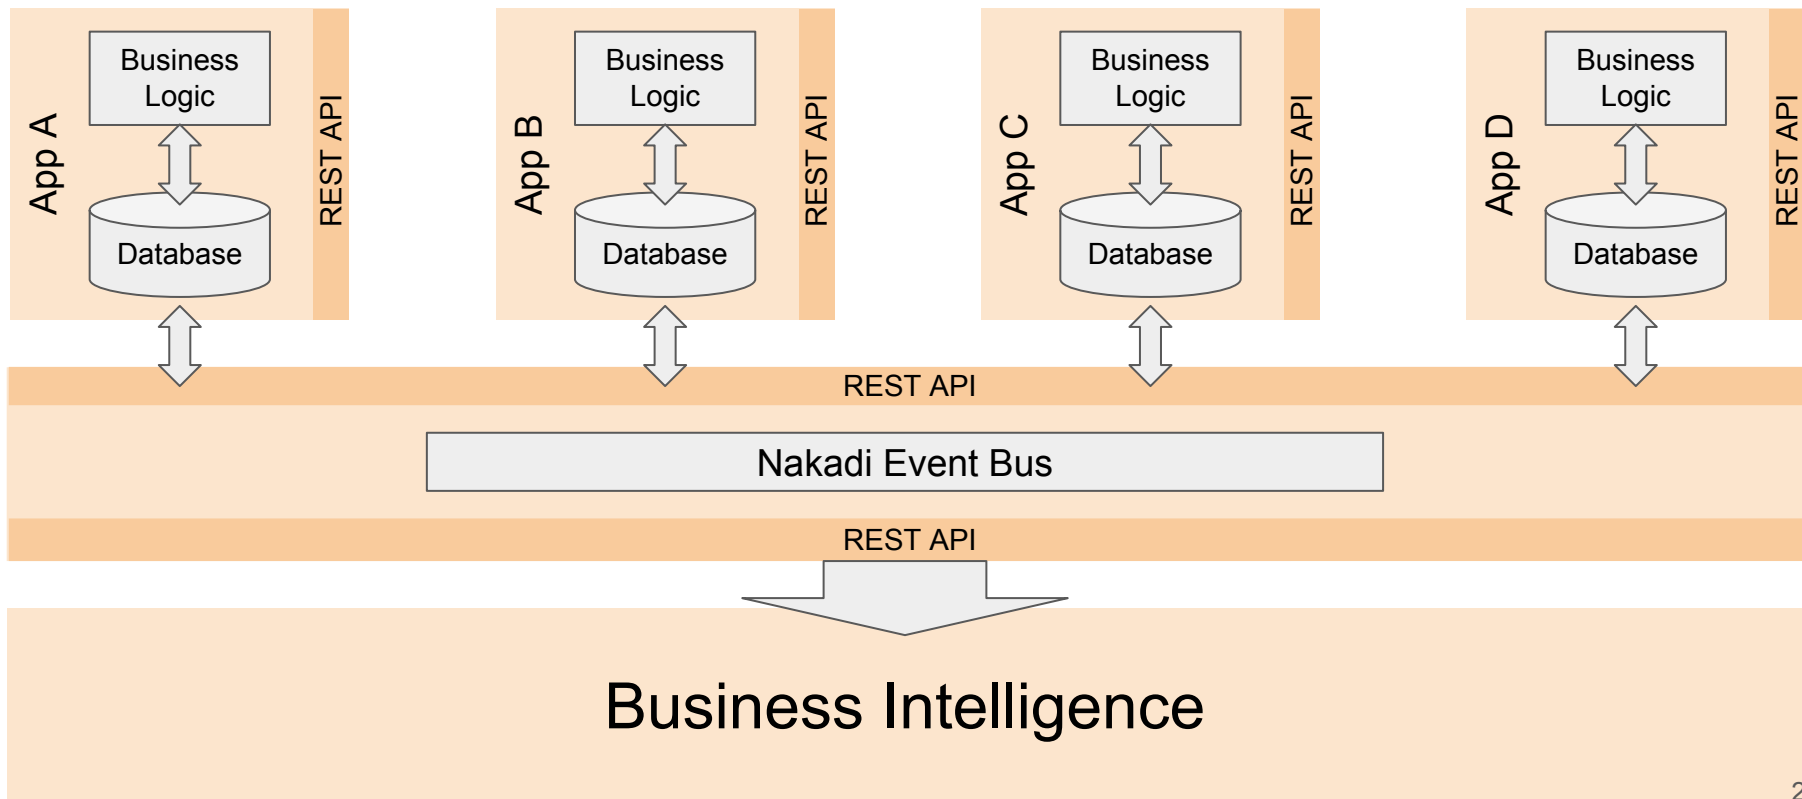 App A
Business
Logic
Database
REST API
App B
Business
Logic
Database
REST API
App C
Business
Logic
Database
REST API
App D
Business
Logic
Database
REST API
REST API
Nakadi Event Bus
REST API
Business Intelligence